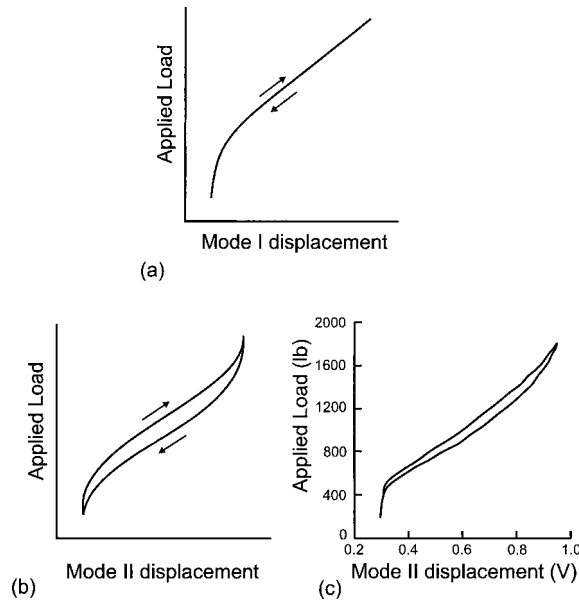 Applied Load
Mode I displacement
(a)
Applied Load
Mode II displacement
(b)
Applied Load (lb)
2000
1600
1200
800
400
0
0.2 0.4 0.6 0.8 1.0
Mode II displacement (V)
(c)